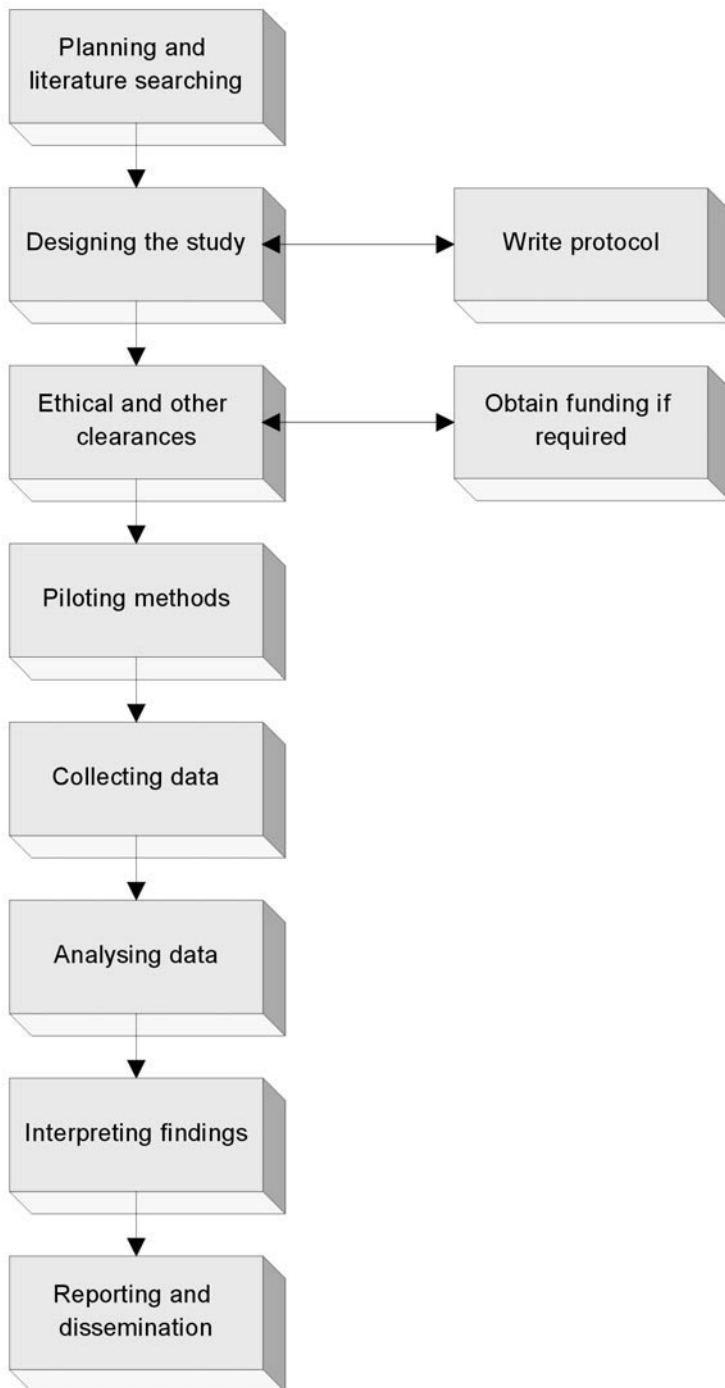 Planning and
literature searching
Designing the study
Write protocol
Ethical and other
clearances
Obtain funding if
required
Piloting methods
Collecting data
Analysing data
Interpreting findings
Reporting and
dissemination